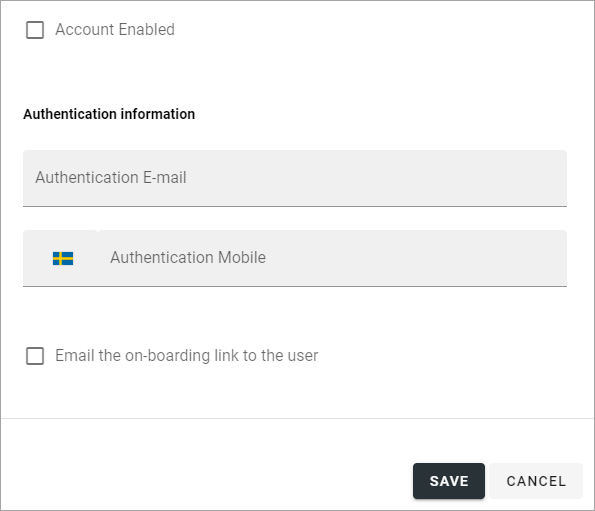 Account Enabled
Authentication information
Authentication E-mail
Authentication Mobile
Email the on-boarding link to the user
SAVE CANCEL